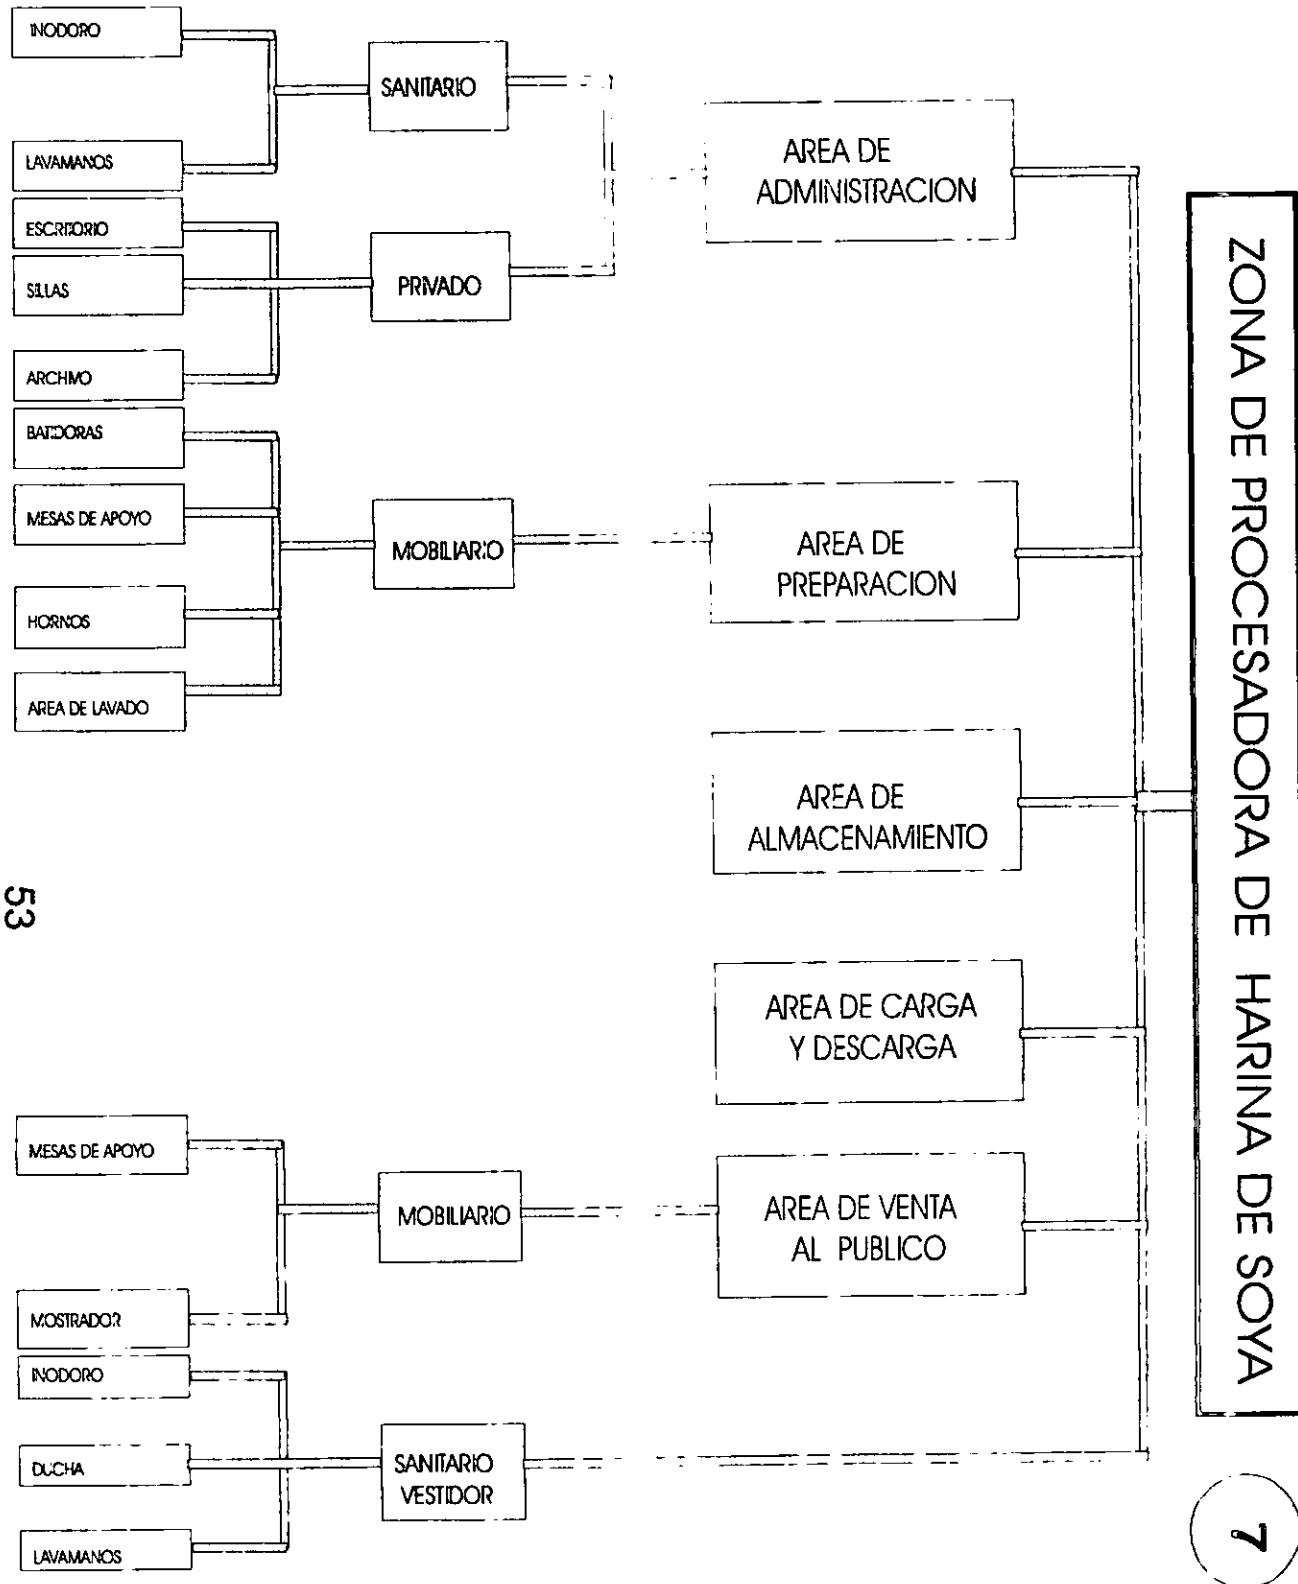 ZONA DE PROCESADORA DE HARINA DE SOYA
7
AREA DE
ADMINISTRACION
SANITARIO
INODORO
LAVAMANOS
PRIVADO
ESCRITORIO
SILLAS
ARCHIVO
AREA DE
PREPARACION
MOBILIARIO
BATIDORAS
MESAS DE APOYO
HORNOS
AREA DE LAVADO
AREA DE
ALMACENAMIENTO
AREA DE CARGA
Y DESCARGA
AREA DE VENTA
AL PUBLICO
MOBILIARIO
MESAS DE APOYO
MOSTRADOR
SANITARIO
VESTIDOR
INODORO
DUCHA
LAVAMANOS
53